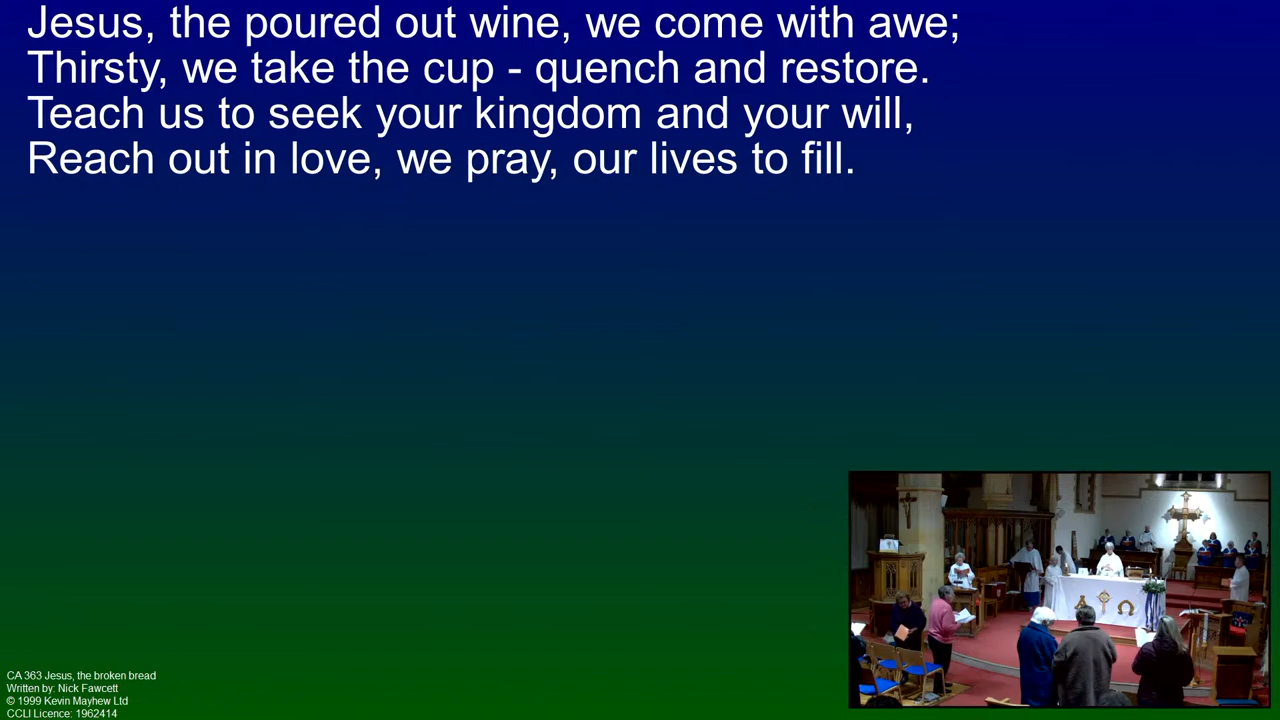 Jesus, the poured out wine, we come with awe;
Thirsty, we take the cup - quench and restore.
Teach us to seek your kingdom and your will,
Reach out in love, we pray, our lives to fill.
CA 363 Jesus, the broken bread
Written by: Nick Fawcett
© 1999 Kevin Mayhew Ltd
CCLI Licence: 1962414